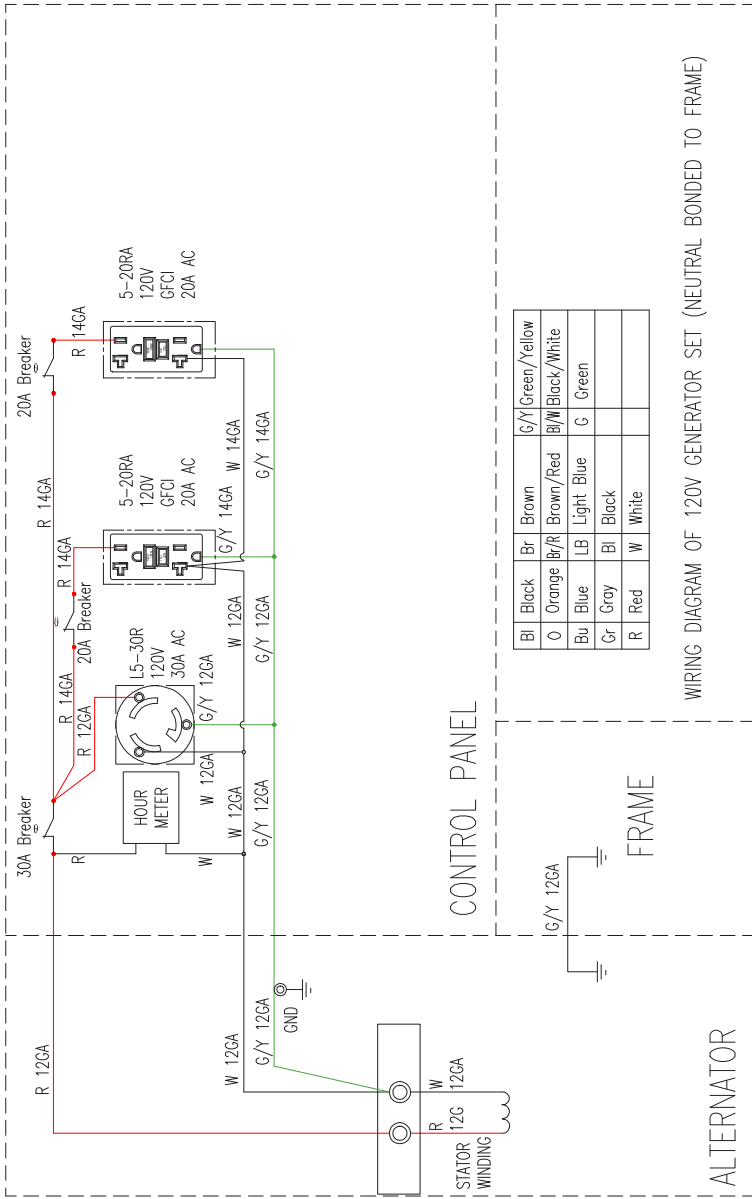 R 12GA
30A Breaker
R 14GA
R 12GA
20A Breaker
R 14GA
R 14GA
20A Breaker
R 14GA
R
HOUR
METER
W
L5-30R
120V
30A AC
G/Y 12GA
W 12GA
5-20RA
120V
GFCI
20A AC
G/Y 14GA
5-20RA
120V
GFCI
20A AC
W 12GA
W 12GA
W 12GA
W 14GA
G/Y 12GA
G/Y 12GA
G/Y 12GA
G/Y 14GA
GND
R
12G
W
12GA
STATOR
WINDING
CONTROL PANEL
G/Y 12GA
FRAME
ALTERNATOR
Bl Black Br Brown G/Y Green/Yellow
O Orange Br/R Brown/Red Bl/W Black/White
Bu Blue LB Light Blue G Green
Gr Gray Bl Black
R Red W White
WIRING DIAGRAM OF 120V GENERATOR SET (NEUTRAL BONDED TO FRAME)